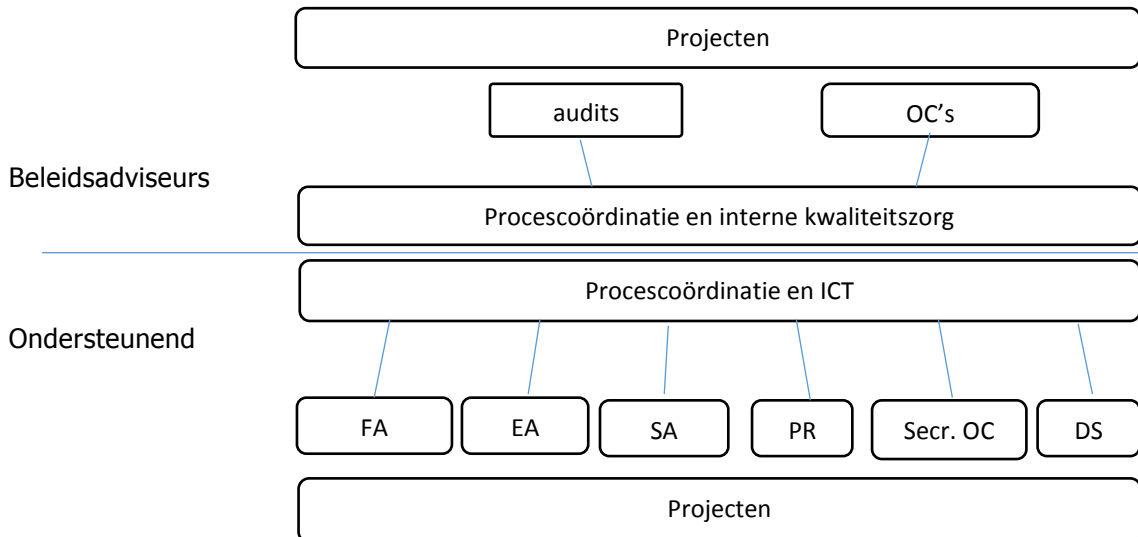 Projecten
audits
OC's
Beleidsadviseurs
Procescoördinatie en interne kwaliteitszorg
Procescoördinatie en ICT
Ondersteunend
FA
EA
SA
PR
Secr. OC
DS
Projecten